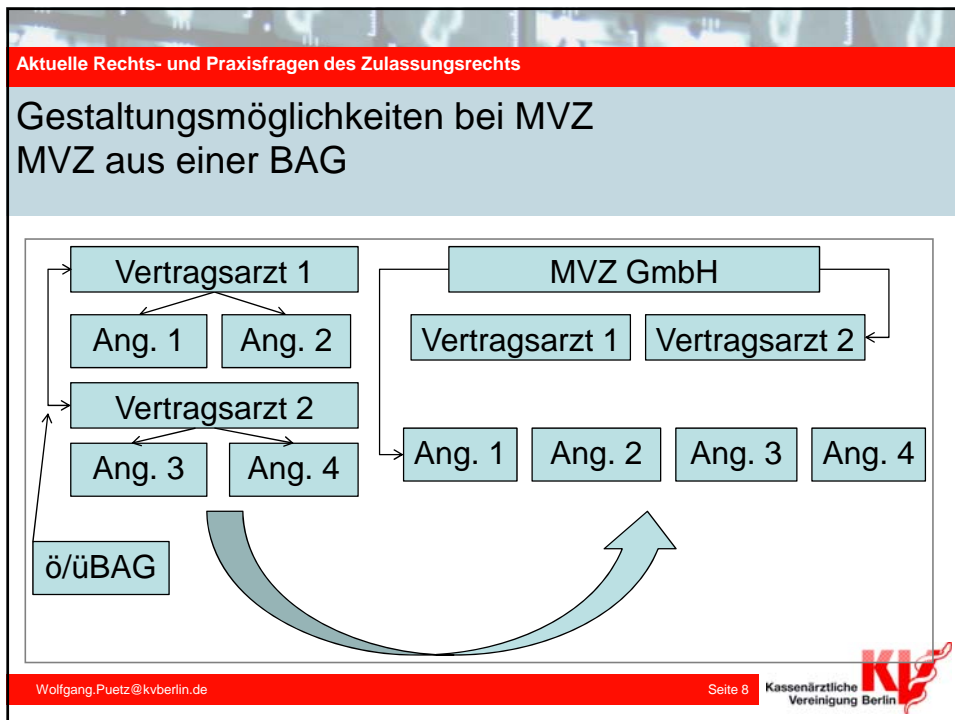 Aktuelle Rechts- und Praxisfragen des Zulassungsrechts
Gestaltungsmöglichkeiten bei MVZ
MVZ aus einer BAG
Vertragsarzt 1
Ang. 1
Ang. 2
Vertragsarzt 2
Ang. 3
Ang. 4
ö/üBAG
MVZ GmbH
Vertragsarzt 1
Vertragsarzt 2
Ang. 1
Ang. 2
Ang. 3
Ang. 4
Wolfgang.Puetz@kvberlin.de
Seite 8
Kassenärztliche
Vereinigung Berlin
KV